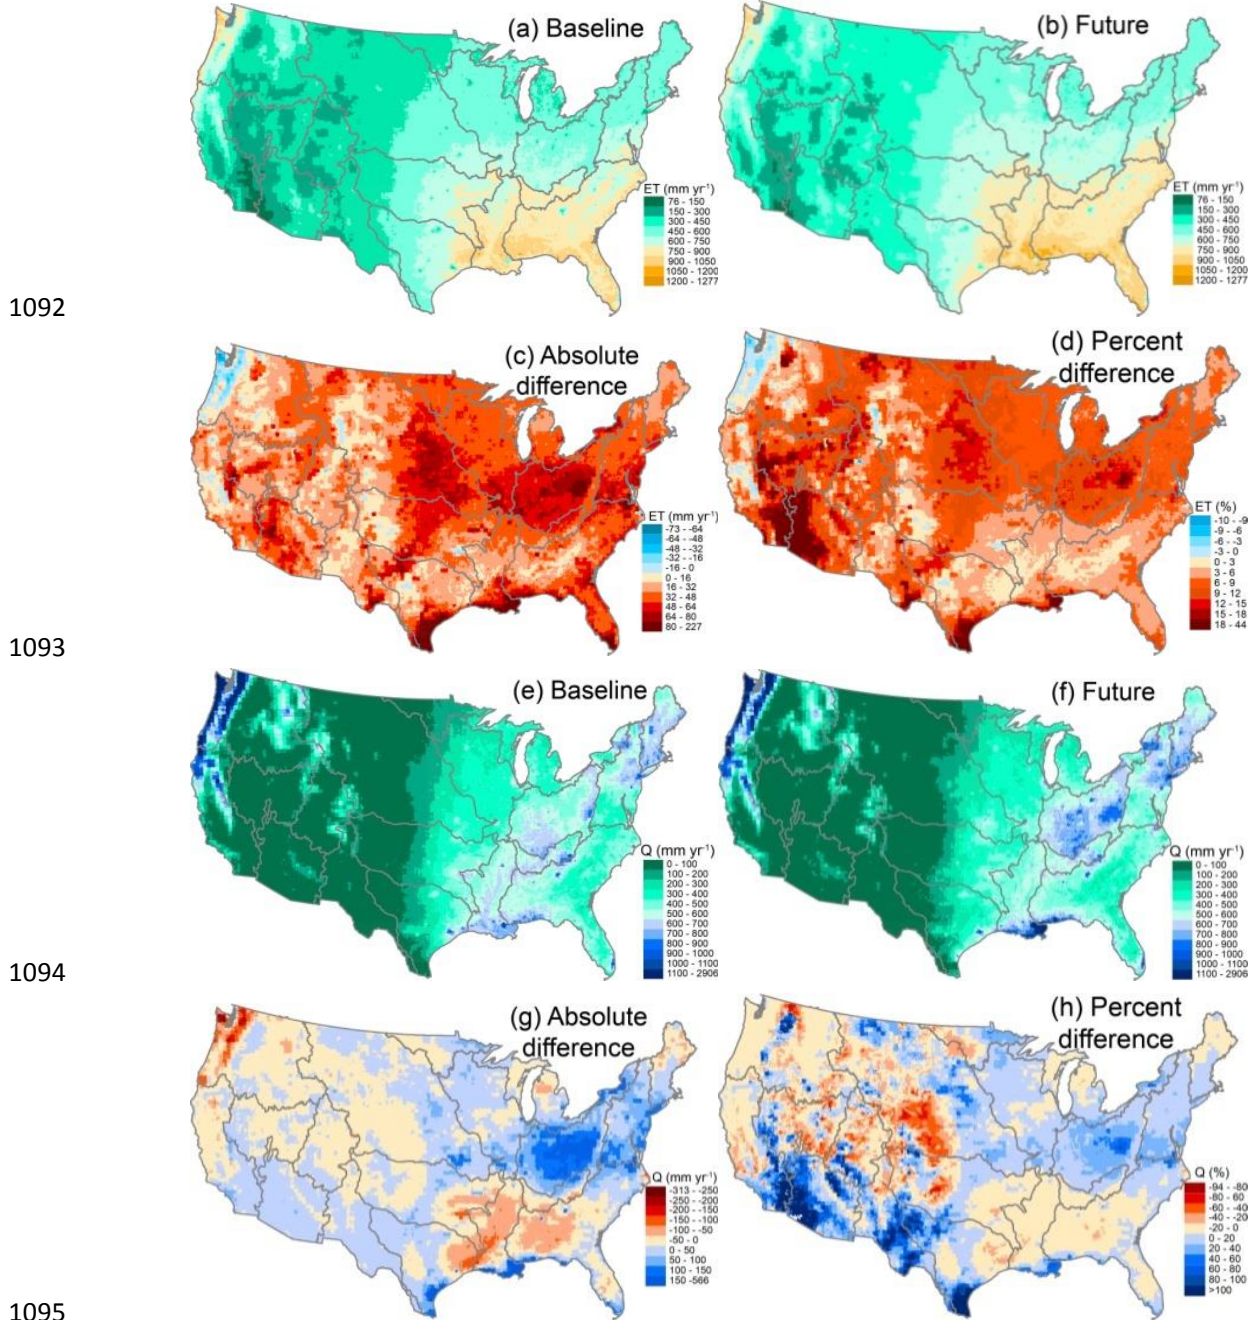 (a) Baseline
(b) Future
ET (mm yr⁻¹)
76 - 150
150 - 300
300 - 450
450 - 600
600 - 750
750 - 900
900 - 1050
1050 - 1200
1200 - 1277
ET (mm yr⁻¹)
76 - 150
150 - 300
300 - 450
450 - 600
600 - 750
750 - 900
900 - 1050
1050 - 1200
1200 - 1277
1092
(c) Absolute
difference
(d) Percent
difference
ET (mm yr⁻¹)
-73 - -64
-64 - -48
-48 - -32
-32 - -16
-16 - 0
0 - 16
16 - 32
32 - 48
48 - 64
64 - 80
80 - 227
ET (%)
-10 - -9
-9 - -6
-6 - -3
-3 - 0
0 - 3
3 - 6
6 - 9
9 - 12
12 - 15
15 - 18
18 - 44
1093
(e) Baseline
(f) Future
Q (mm yr⁻¹)
0 - 100
100 - 200
200 - 300
300 - 400
400 - 500
500 - 600
600 - 700
700 - 800
800 - 900
900 - 1000
1000 - 1100
1100 - 2906
Q (mm yr⁻¹)
0 - 100
100 - 200
200 - 300
300 - 400
400 - 500
500 - 600
600 - 700
700 - 800
800 - 900
900 - 1000
1000 - 1100
1100 - 2906
1094
(g) Absolute
difference
(h) Percent
difference
Q (mm yr⁻¹)
-313 - -250
-250 - -200
-200 - -150
-150 - -100
-100 - -50
-50 - 0
0 - 50
50 - 100
100 - 150
150 -566
Q (%)
-94 - -80
-80 - -60
-60 - -40
-40 - -20
-20 - 0
0 - 20
20 - 40
40 - 60
60 - 80
80 - 100
>100
1095